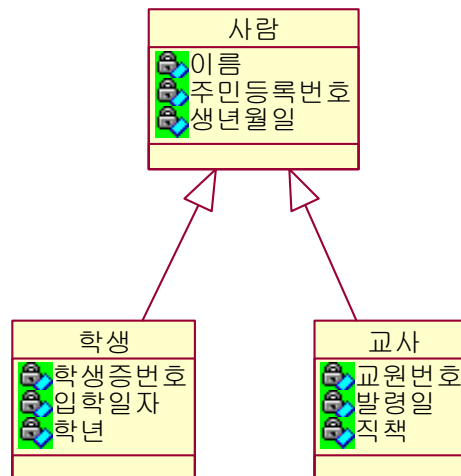 사람
이름
주민등록번호
생년월일
학생
학생증번호
입학일자
학년
교사
교원번호
발령일
직책